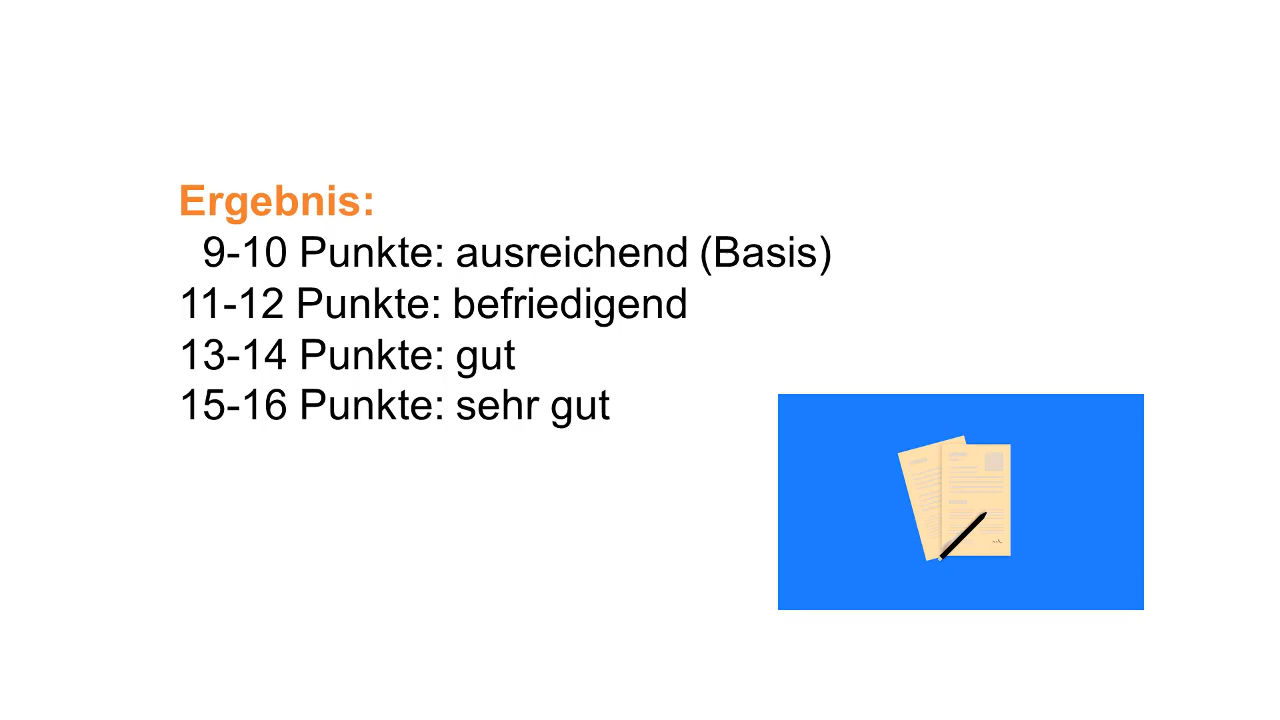 Ergebnis:
9-10 Punkte: ausreichend (Basis)
11-12 Punkte: befriedigend
13-14 Punkte: gut
15-16 Punkte: sehr gut